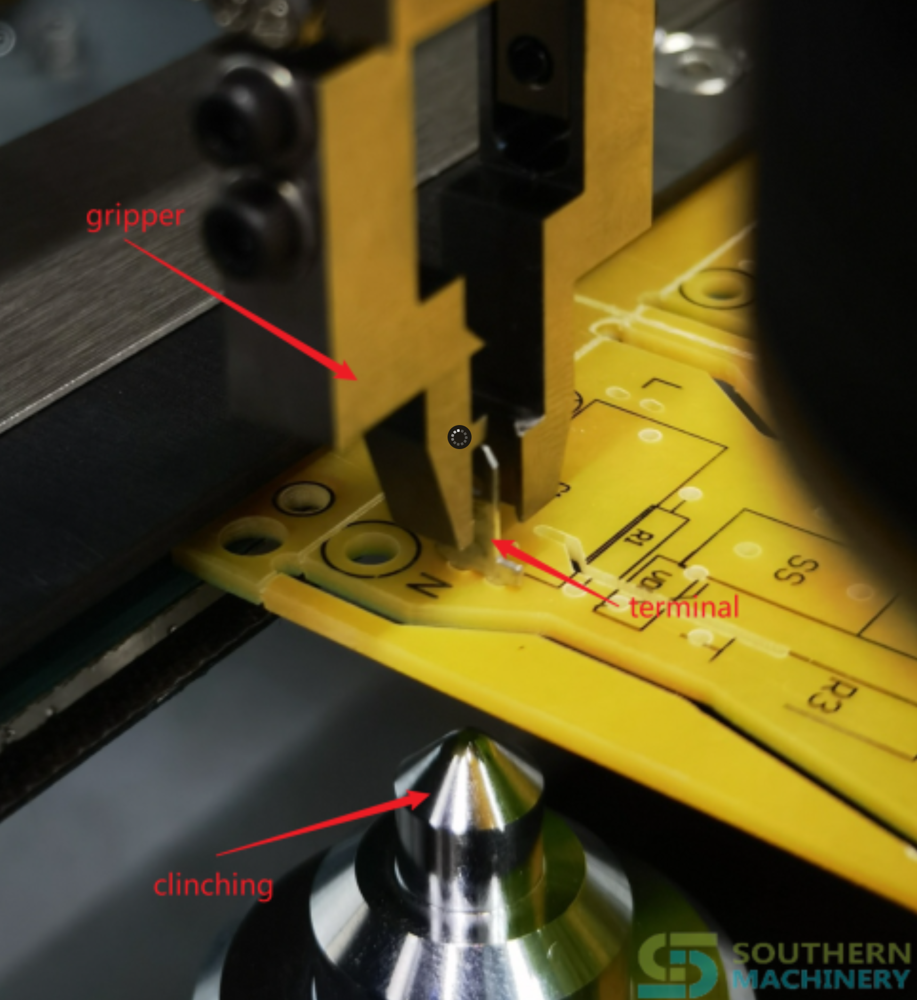 gripper
L
R1
SS
N
terminal
R3
clinching
SOUTHERN
MACHINERY